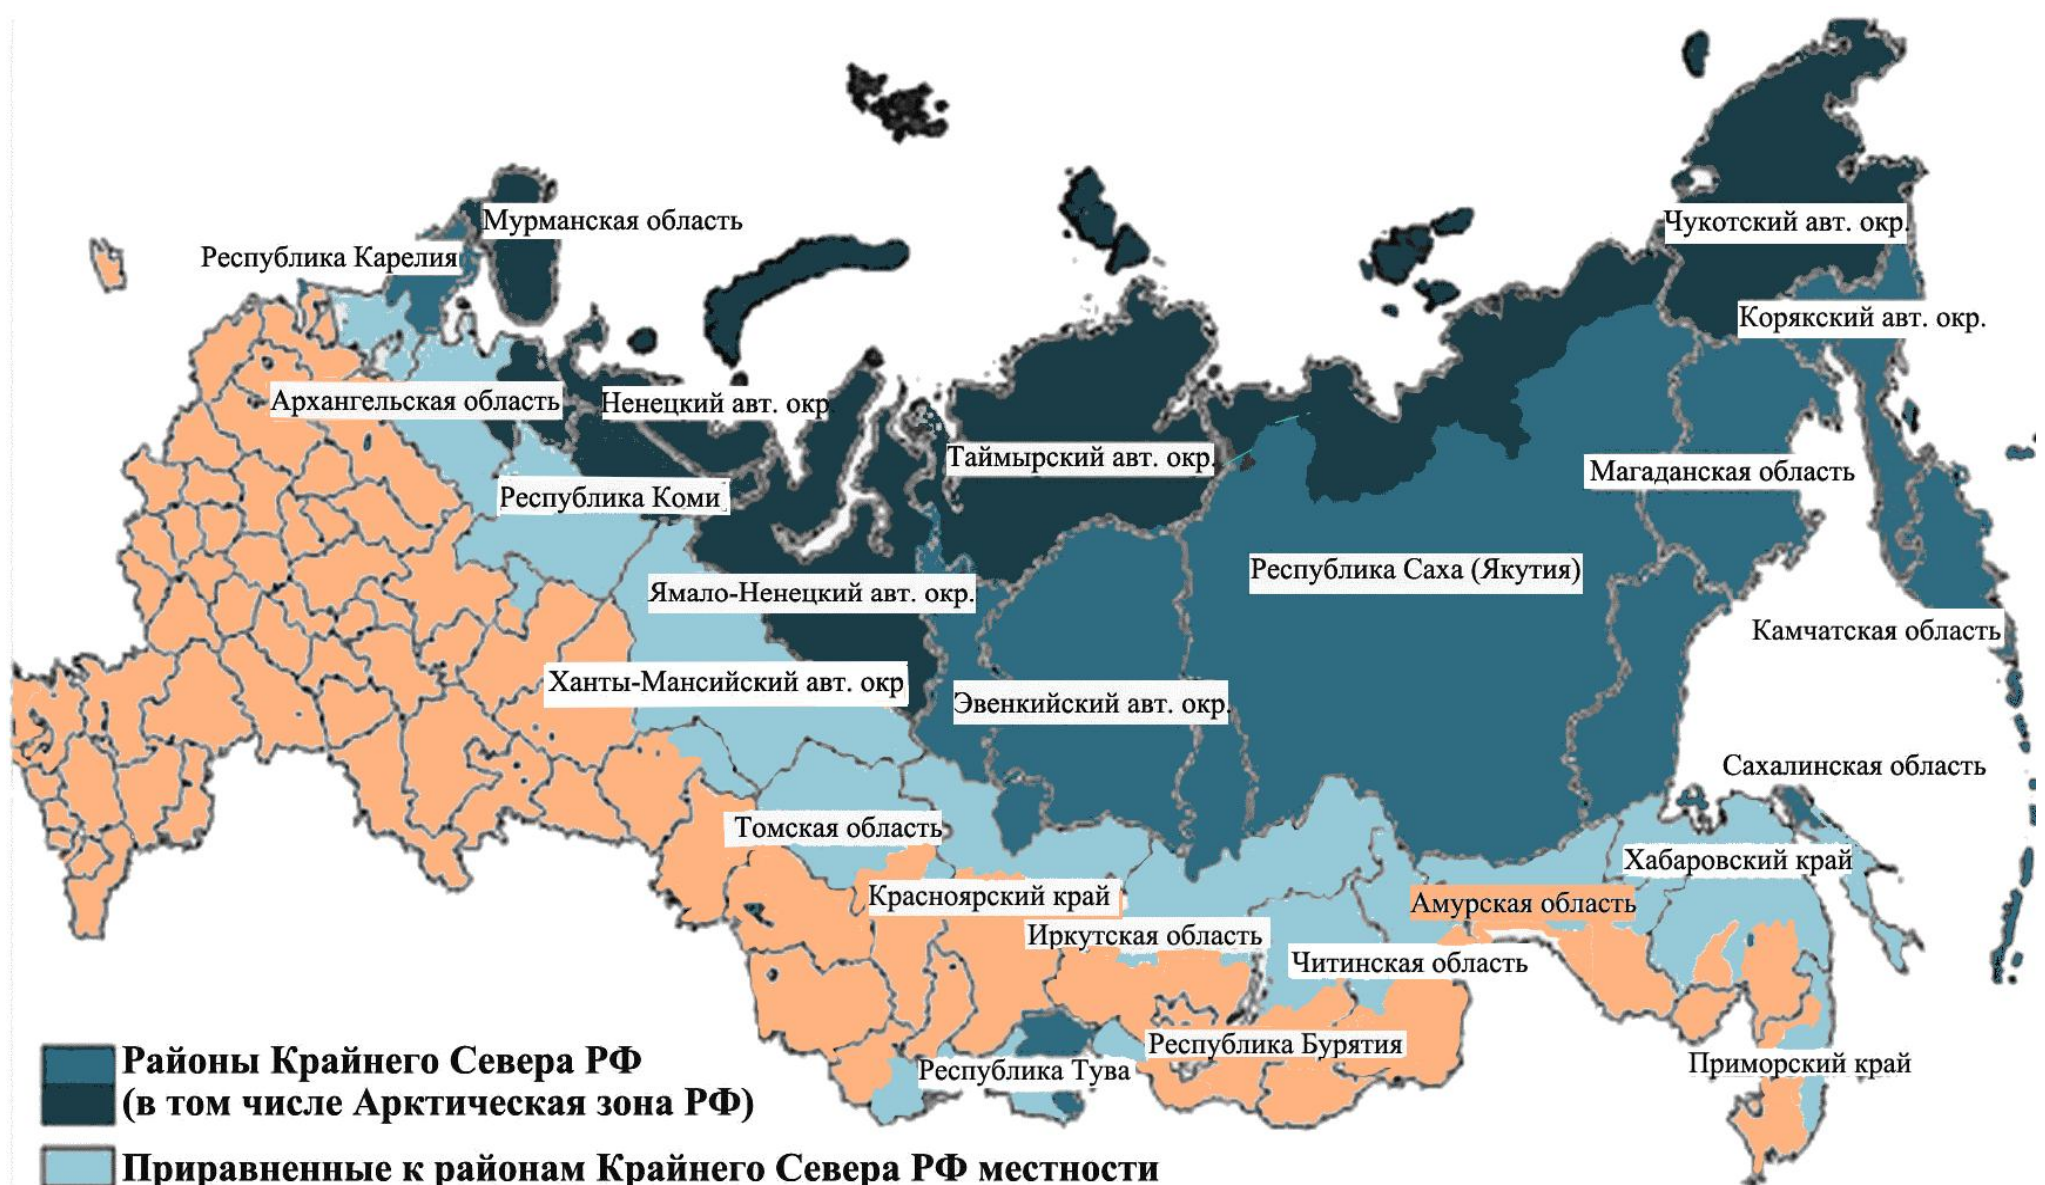 Мурманская область
Чукотский авт. окр.
Республика Карелия
Корякский авт. окр.
Архангельская область
Ненецкий авт. окр
Таймырский авт. окр.
Магаданская область
Республика Коми
Республика Саха (Якутия)
Ямало-Ненецкий авт. окр.
Камчатская область
Ханты-Мансийский авт. окр
Эвенкийский авт. окр.
Сахалинская область
Томская область
Хабаровский край
Красноярский край
Амурская область
Иркутская область
Читинская область
Республика Бурятия
Республика Тува
Приморский край
Районы Крайнего Севера РФ
(в том числе Арктическая зона РФ)
Приравненные к районам Крайнего Севера РФ местности